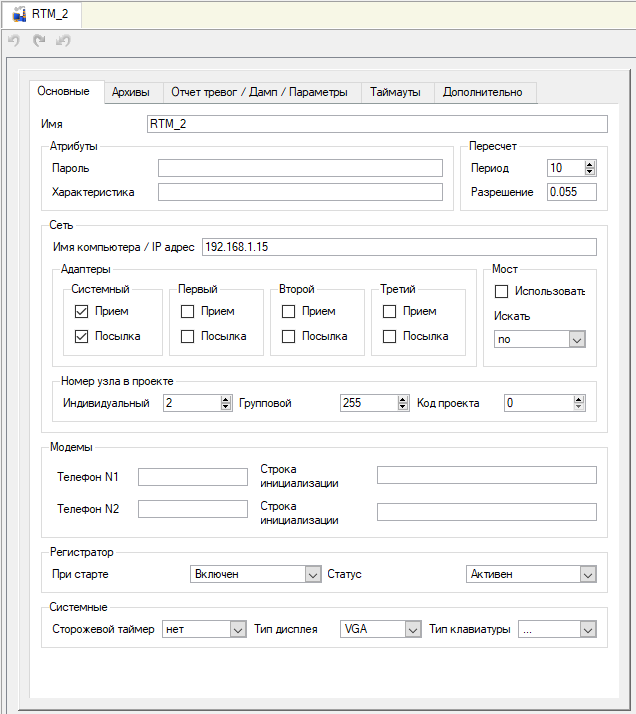 RTM_2
Основные Архивы Отчет тревог / Дамп / Параметры Таймауты Дополнительно
Имя RTM_2
Атрибуты Пересчет
Пароль Период 10
Характеристика Разрешение 0.055
Сеть
Имя компьютера / IP адрес 192.168.1.15
Адаптеры Мост
Системный Первый Второй Третий
Прием Прием Прием Прием Использовать
Посылка Посылка Посылка Посылка Искать
no
Номер узла в проекте
Индивидуальный 2 Групповой 255 Код проекта 0
Модемы
Телефон N1 Строка инициализации
Телефон N2 Строка инициализации
Регистратор
При старте Включен Статус Активен
Системные
Сторожевой таймер нет Тип дисплея VGA Тип клавиатуры ...